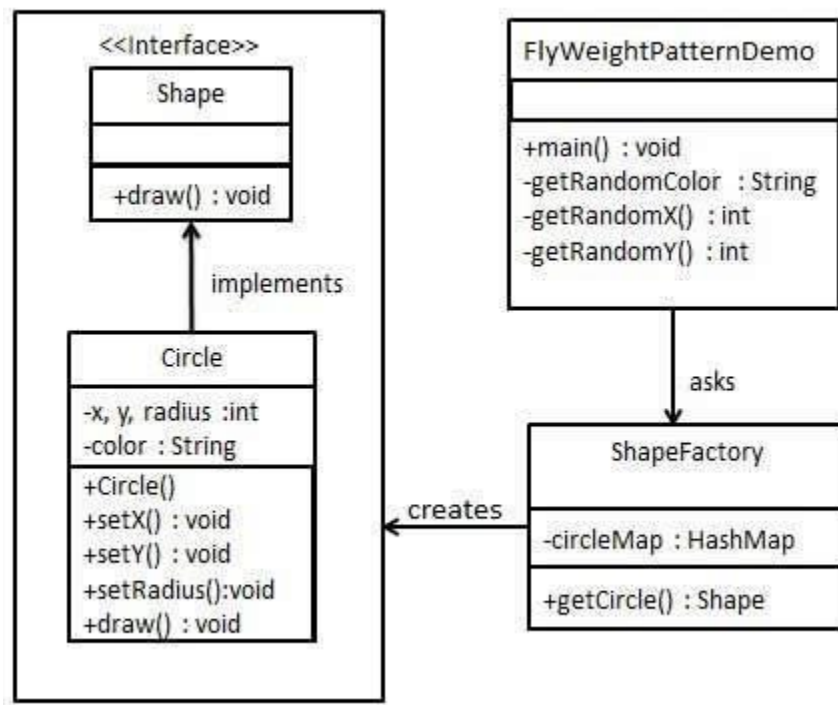 <<Interface>>
Shape
+draw() : void
implements
Circle
-x, y, radius :int
-color : String
+Circle()
+setX() : void
+setY() : void
+setRadius():void
+draw() : void
FlyWeightPatternDemo
+main() : void
-getRandomColor : String
-getRandomX() : int
-getRandomY() : int
asks
ShapeFactory
-circleMap : HashMap
+getCircle() : Shape
creates